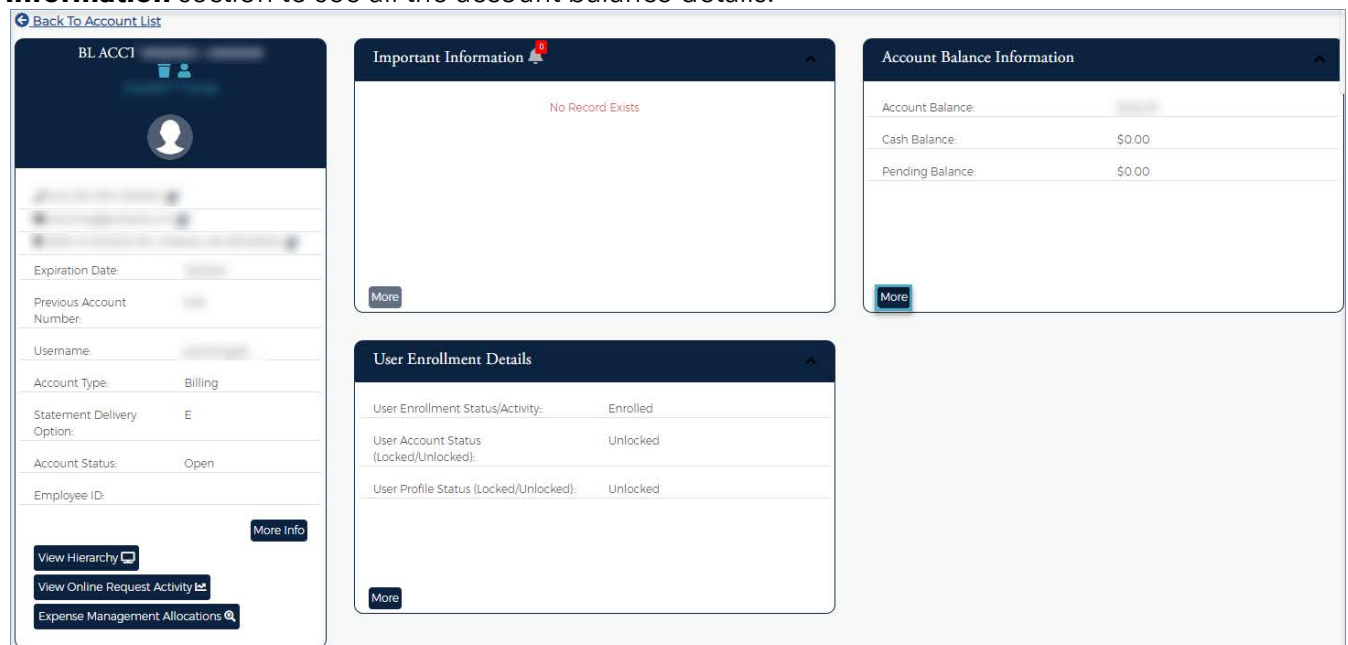 Information section to see all the account balance details.
Back To Account List
BL ACCT
Important Information
0
Account Balance Information
No Record Exists
Account Balance:
Cash Balance: $0.00
Pending Balance: $0.00
More
More
Expiration Date:
Previous Account
Number:
Username:
Account Type: Billing
Statement Delivery E
Option:
Account Status: Open
Employee ID:
More Info
View Hierarchy
View Online Request Activity
Expense Management Allocations
User Enrollment Details
User Enrollment Status/Activity:: Enrolled
User Account Status Unlocked
(Locked/Unlocked):
User Profile Status (Locked/Unlocked): Unlocked
More